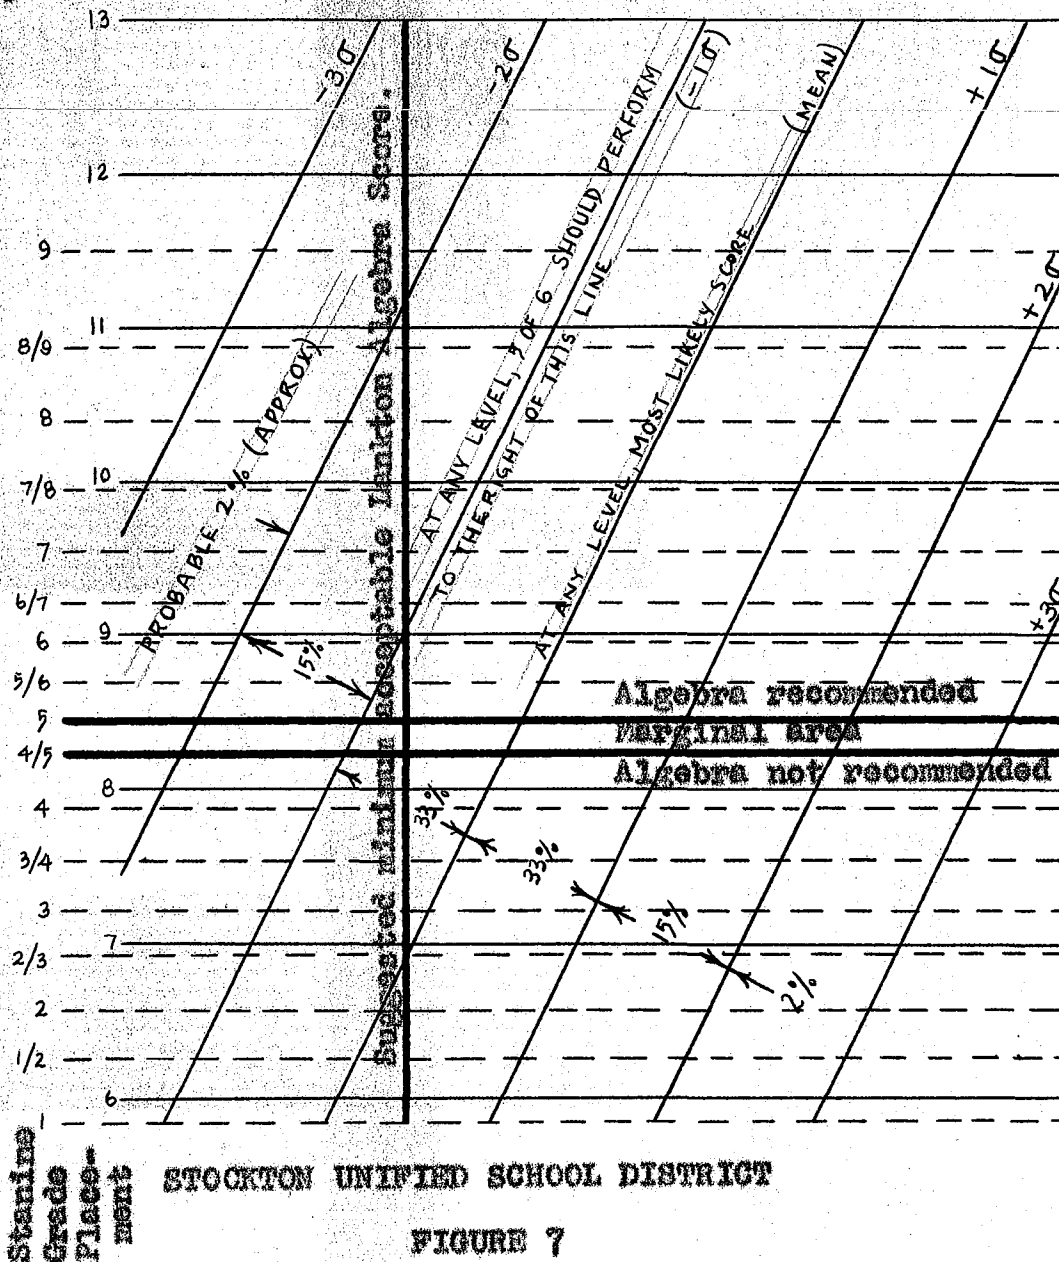 13
-3σ
-2σ
(-1σ)
(MEAN)
+1σ
12
9
+2σ
11
8/9
8
10
7/8
7
6/7
6
9
+3σ
5/6
5
4/5
8
4
3/4
3
7
2/3
2
1/2
6
1
PROBABLE 2% (APPROX)
15%
Suggested minimum acceptable Lankton Algebra Score.
AT ANY LEVEL, 5 OF 6 SHOULD PERFORM
TO THE RIGHT OF THIS LINE
AT ANY LEVEL, MOST LIKELY SCORE
Algebra recommended
Marginal area
Algebra not recommended
33%
33%
15%
2%
Stanine
Grade
Place-
ment
STOCKTON UNIFIED SCHOOL DISTRICT
FIGURE 7